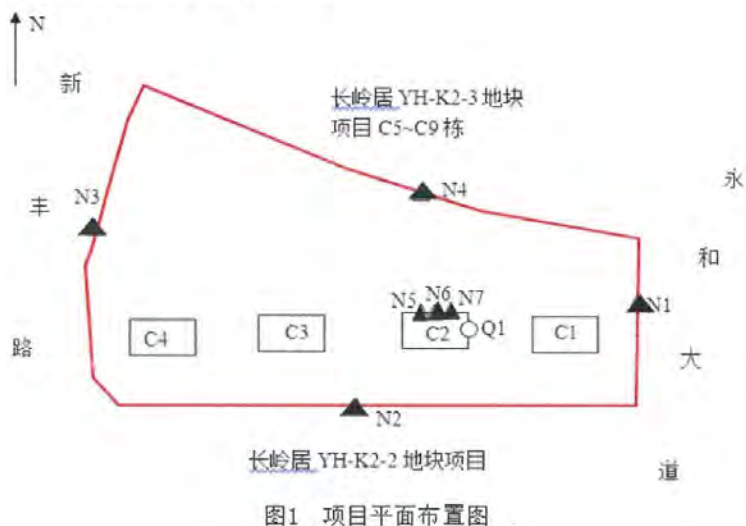 N
新
长岭居 YH-K2-3 地块
项目 C5~C9 栋
永
N3
N4
丰
和
N5 N6 N7
N1
C4
C3
C2
Q1
C1
路
大
N2
长岭居 YH-K2-2 地块项目
道
图1 项目平面布置图